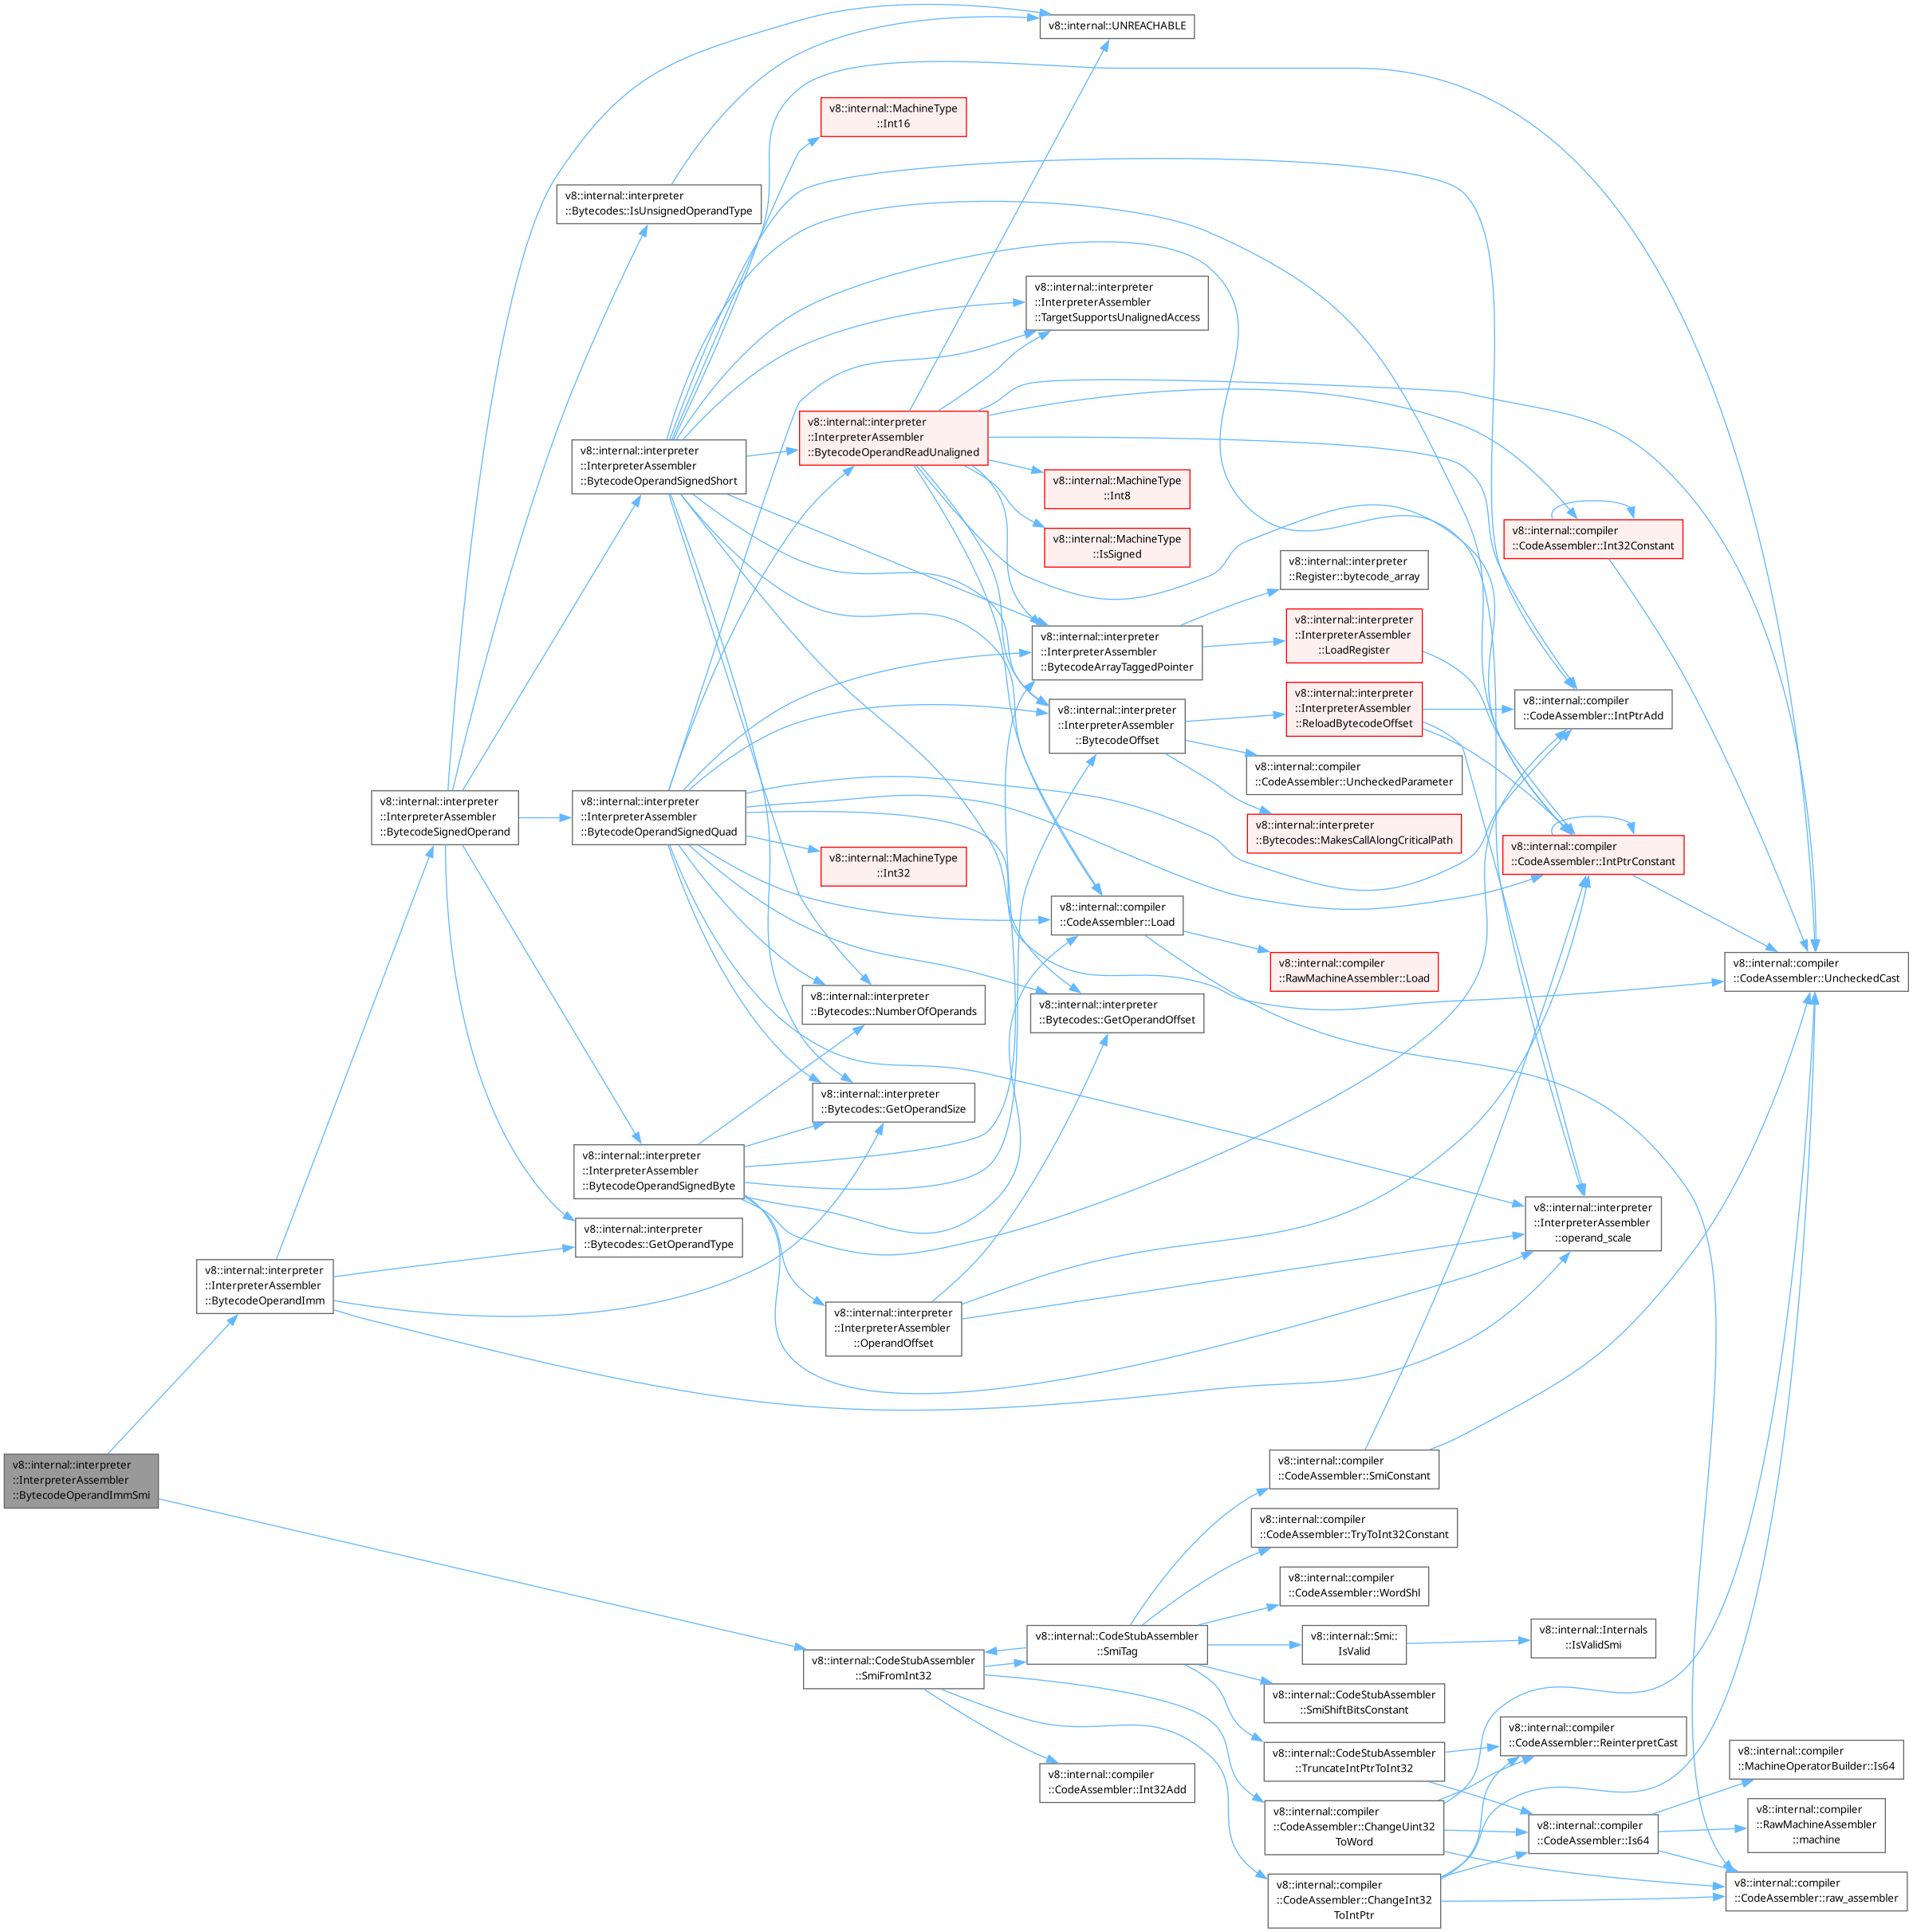 v8::internal::UNREACHABLE
v8::internal::MachineType
::Int16
v8::internal::interpreter
::Bytecodes::IsUnsignedOperandType
v8::internal::interpreter
::InterpreterAssembler
::TargetSupportsUnalignedAccess
v8::internal::interpreter
::InterpreterAssembler
::BytecodeOperandReadUnaligned
v8::internal::interpreter
::InterpreterAssembler
::BytecodeOperandSignedShort
v8::internal::MachineType
::Int8
v8::internal::compiler
::CodeAssembler::Int32Constant
v8::internal::MachineType
::IsSigned
v8::internal::interpreter
::Register::bytecode_array
v8::internal::interpreter
::InterpreterAssembler
::LoadRegister
v8::internal::interpreter
::InterpreterAssembler
::BytecodeArrayTaggedPointer
v8::internal::interpreter
::InterpreterAssembler
::ReloadBytecodeOffset
v8::internal::compiler
::CodeAssembler::IntPtrAdd
v8::internal::interpreter
::InterpreterAssembler
::BytecodeOffset
v8::internal::compiler
::CodeAssembler::UncheckedParameter
v8::internal::interpreter
::InterpreterAssembler
::BytecodeSignedOperand
v8::internal::interpreter
::InterpreterAssembler
::BytecodeOperandSignedQuad
v8::internal::interpreter
::Bytecodes::MakesCallAlongCriticalPath
v8::internal::compiler
::CodeAssembler::IntPtrConstant
v8::internal::MachineType
::Int32
v8::internal::compiler
::CodeAssembler::Load
v8::internal::compiler
::RawMachineAssembler::Load
v8::internal::compiler
::CodeAssembler::UncheckedCast
v8::internal::interpreter
::Bytecodes::NumberOfOperands
v8::internal::interpreter
::Bytecodes::GetOperandOffset
v8::internal::interpreter
::Bytecodes::GetOperandSize
v8::internal::interpreter
::InterpreterAssembler
::BytecodeOperandSignedByte
v8::internal::interpreter
::InterpreterAssembler
::operand_scale
v8::internal::interpreter
::Bytecodes::GetOperandType
v8::internal::interpreter
::InterpreterAssembler
::BytecodeOperandImm
v8::internal::interpreter
::InterpreterAssembler
::OperandOffset
v8::internal::interpreter
::InterpreterAssembler
::BytecodeOperandImmSmi
v8::internal::compiler
::CodeAssembler::SmiConstant
v8::internal::compiler
::CodeAssembler::TryToInt32Constant
v8::internal::compiler
::CodeAssembler::WordShl
v8::internal::CodeStubAssembler
::SmiTag
v8::internal::Smi::
IsValid
v8::internal::Internals
::IsValidSmi
v8::internal::CodeStubAssembler
::SmiFromInt32
v8::internal::CodeStubAssembler
::SmiShiftBitsConstant
v8::internal::CodeStubAssembler
::TruncateIntPtrToInt32
v8::internal::compiler
::CodeAssembler::ReinterpretCast
v8::internal::compiler
::MachineOperatorBuilder::Is64
v8::internal::compiler
::CodeAssembler::Int32Add
v8::internal::compiler
::CodeAssembler::ChangeUint32
ToWord
v8::internal::compiler
::CodeAssembler::Is64
v8::internal::compiler
::RawMachineAssembler
::machine
v8::internal::compiler
::CodeAssembler::ChangeInt32
ToIntPtr
v8::internal::compiler
::CodeAssembler::raw_assembler